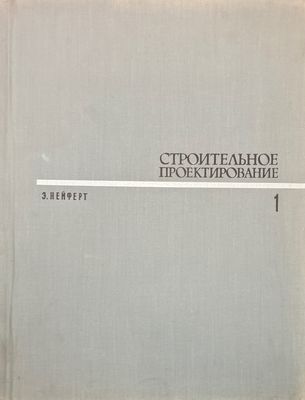 СТРОИТЕЛЬНОЕ
ПРОЕКТИРОВАНИЕ
Э. НЕЙФЕРТ
1